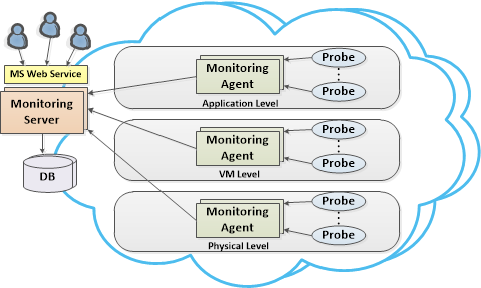 MS Web Service
Monitoring
Server
DB
Monitoring
Agent
Probe
Probe
Application Level
Monitoring
Agent
Probe
Probe
VM Level
Monitoring
Agent
Probe
Probe
Physical Level